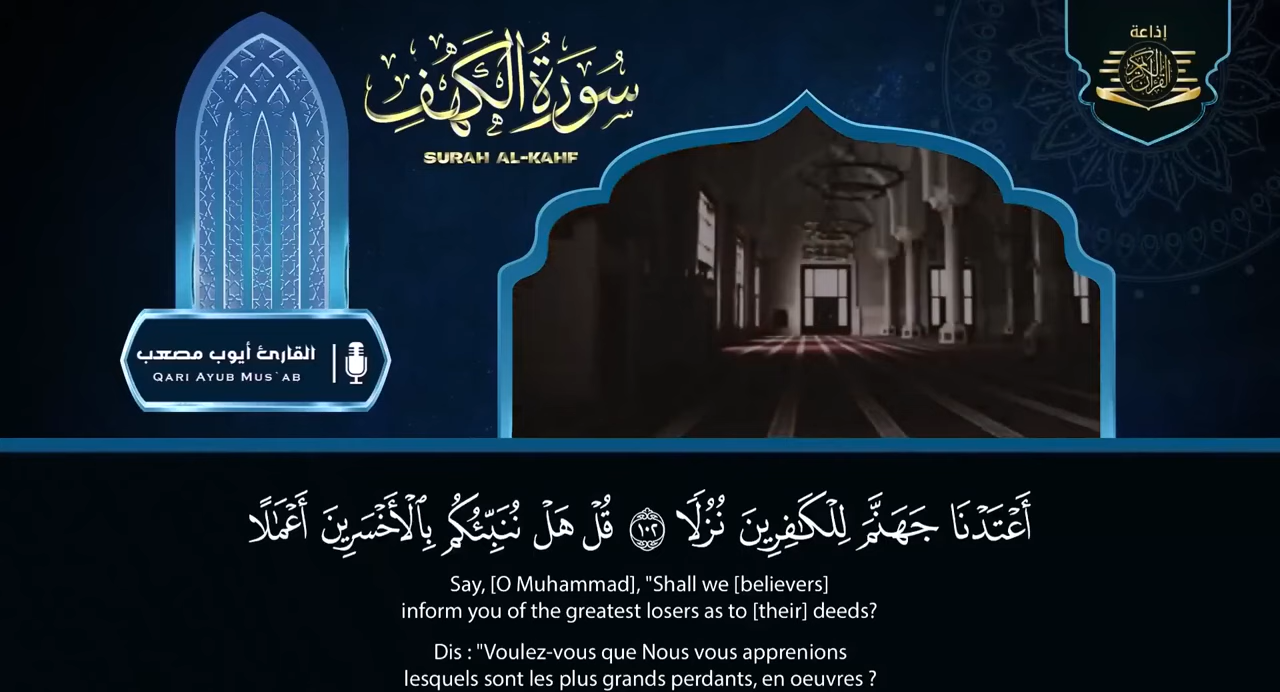 سُورَةُ الكَهْفِ
SURAH AL-KAHF
إذاعة
القرآن الكريم
القارئ أيوب مصعب
QARI AYUB MUS`AB
أَعْتَدْنَا جَهَنَّمَ لِلْكَٰفِرِينَ نُزُلًا ١٠٢ قُلْ هَلْ نُنَبِّئُكُم بِٱلْأَخْسَرِينَ أَعْمَٰلًا
Say, [O Muhammad], "Shall we [believers]
inform you of the greatest losers as to [their] deeds?
Dis : "Voulez-vous que Nous vous apprenions
lesquels sont les plus grands perdants, en oeuvres ?